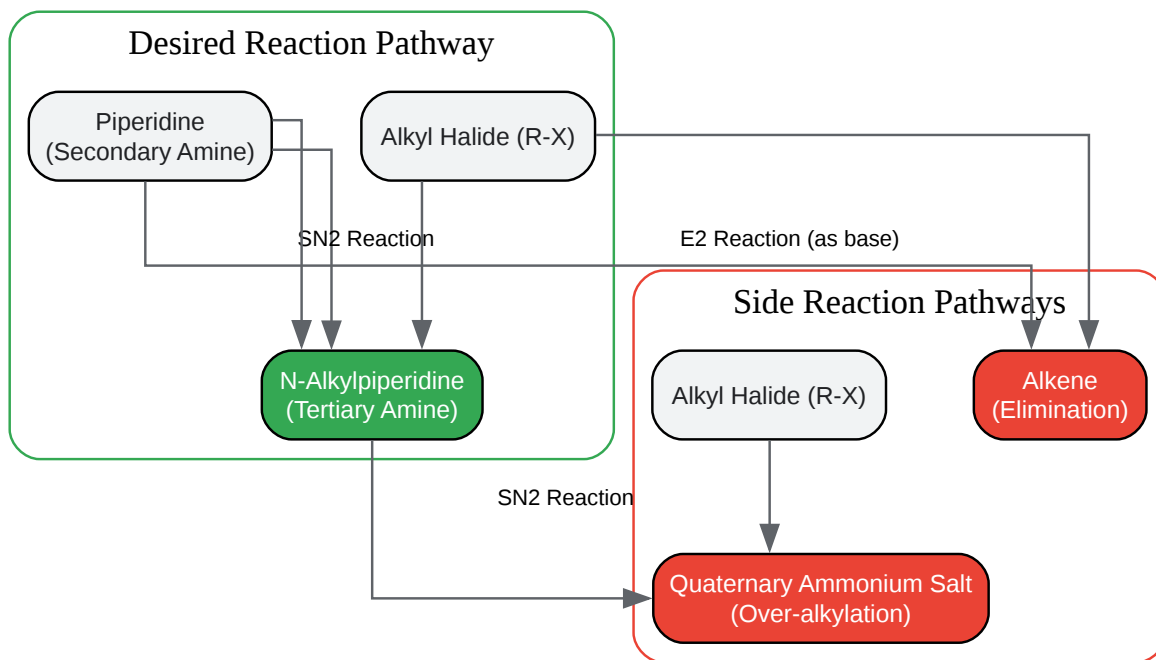 Desired Reaction Pathway
Piperidine
(Secondary Amine)
Alkyl Halide (R-X)
SN2 Reaction
E2 Reaction (as base)
Side Reaction Pathways
N-Alkylpiperidine
(Tertiary Amine)
Alkyl Halide (R-X)
Alkene
(Elimination)
SN2 Reaction
Quaternary Ammonium Salt
(Over-alkylation)